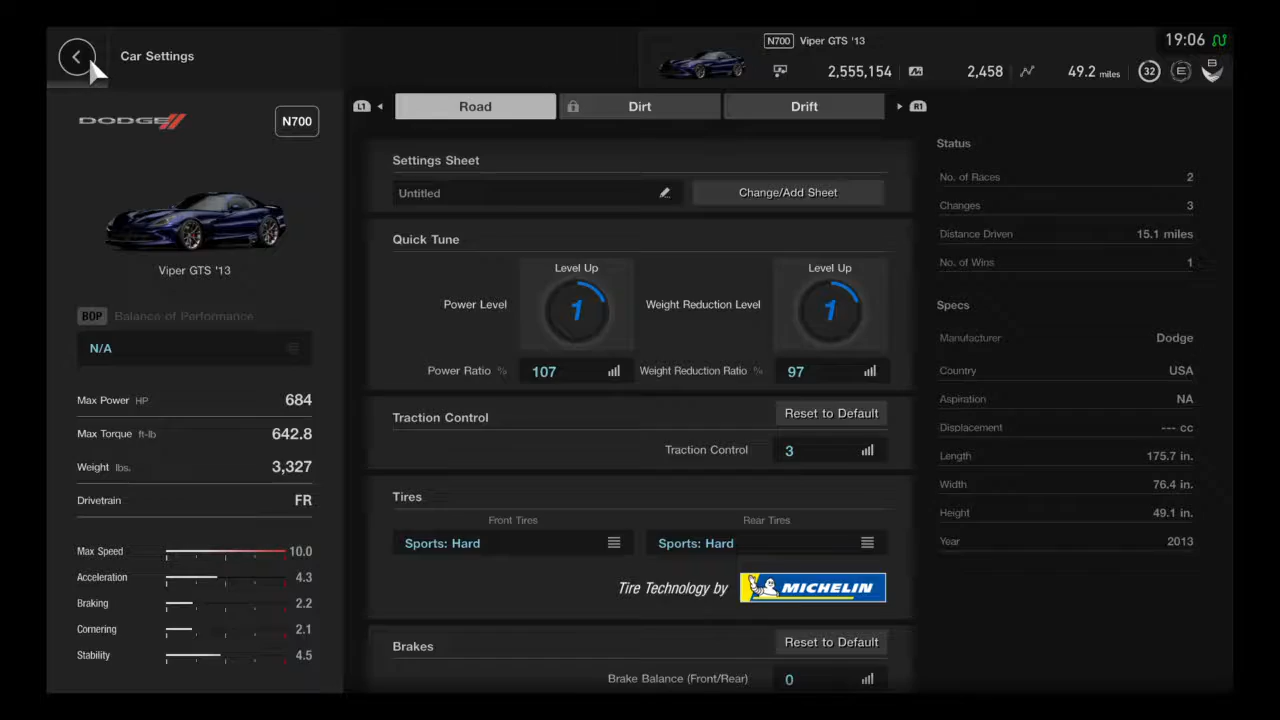 Car Settings
N700 Viper GTS '13
19:06
2,555,154
2,458
49.2 miles
32
E
B
DODGE
N700
Viper GTS '13
BOP Balance of Performance
N/A
Max Power HP 684
Max Torque ft-lb 642.8
Weight lbs. 3,327
Drivetrain FR
Max Speed 10.0
Acceleration 4.3
Braking 2.2
Cornering 2.1
Stability 4.5
L1 Road Dirt Drift R1
Settings Sheet
Untitled Change/Add Sheet
Quick Tune
Level Up Level Up
Power Level 1 Weight Reduction Level 1
Power Ratio % 107 Weight Reduction Ratio % 97
Traction Control Reset to Default
Traction Control 3
Tires
Front Tires Rear Tires
Sports: Hard Sports: Hard
Tire Technology by MICHELIN
Brakes Reset to Default
Brake Balance (Front/Rear) 0
Status
No. of Races 2
Changes 3
Distance Driven 15.1 miles
No. of Wins 1
Specs
Manufacturer Dodge
Country USA
Aspiration NA
Displacement --- cc
Length 175.7 in.
Width 76.4 in.
Height 49.1 in.
Year 2013